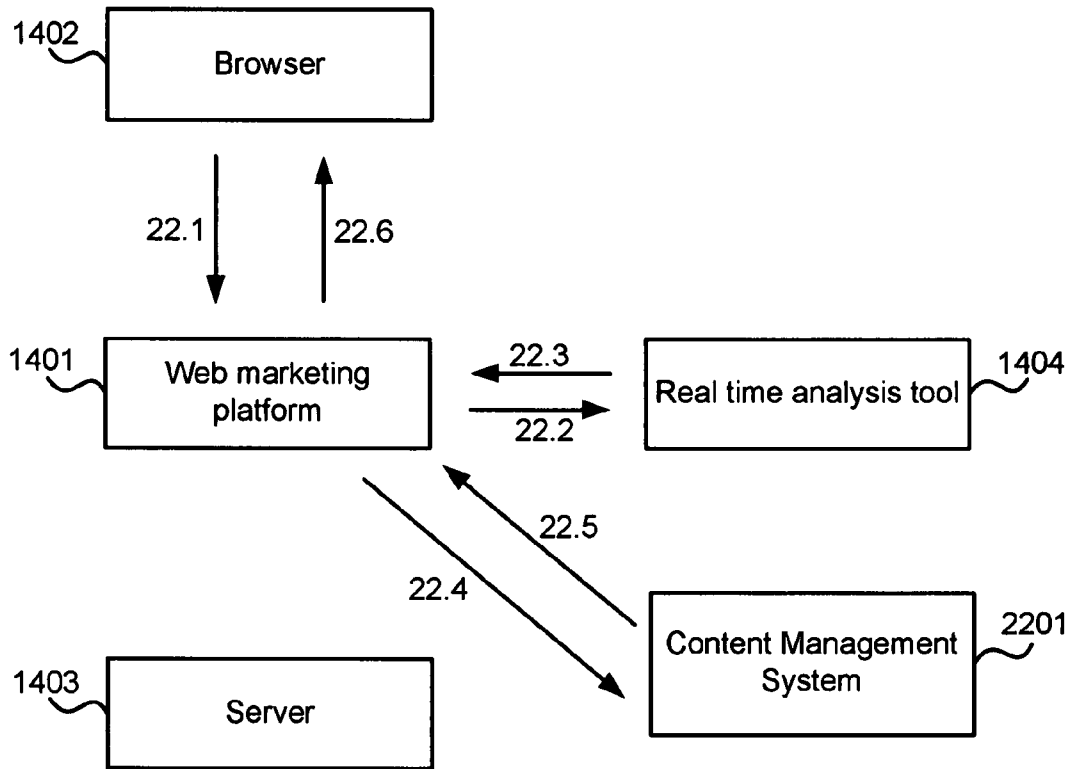 1402
Browser
22.1
22.6
1401
Web marketing
platform
22.3
22.2
Real time analysis tool
1404
22.5
22.4
Content Management
System
2201
1403
Server